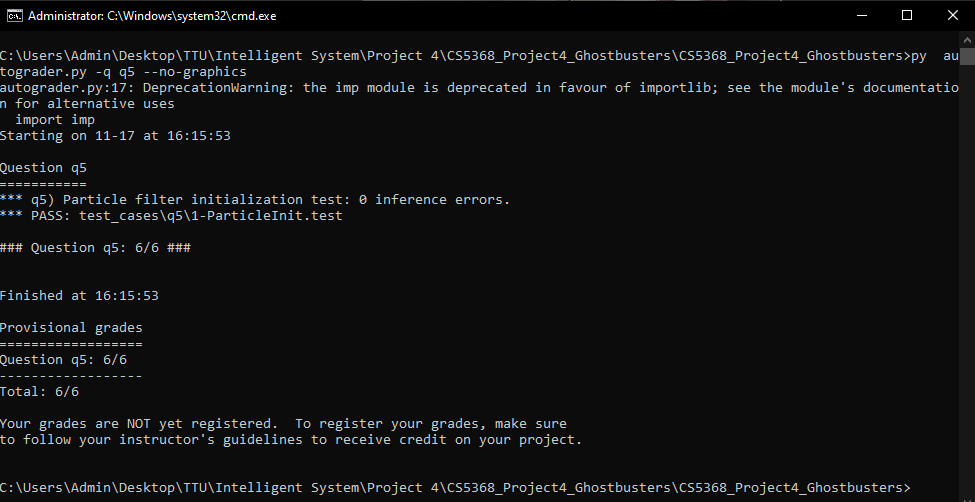 Administrator: C:\Windows\system32\cmd.exe
C:\Users\Admin\Desktop\TTU\Intelligent System\Project 4\CS5368_Project4_Ghostbusters\CS5368_Project4_Ghostbusters>py  au
tograder.py -q q5 --no-graphics
autograder.py:17: DeprecationWarning: the imp module is deprecated in favour of importlib; see the module's documentatio
n for alternative uses
  import imp
Starting on 11-17 at 16:15:53
Question q5
===========
*** q5) Particle filter initialization test: 0 inference errors.
*** PASS: test_cases\q5\1-ParticleInit.test
### Question q5: 6/6 ###
Finished at 16:15:53
Provisional grades
==================
Question q5: 6/6
------------------
Total: 6/6
Your grades are NOT yet registered.  To register your grades, make sure
to follow your instructor's guidelines to receive credit on your project.
C:\Users\Admin\Desktop\TTU\Intelligent System\Project 4\CS5368_Project4_Ghostbusters\CS5368_Project4_Ghostbusters>